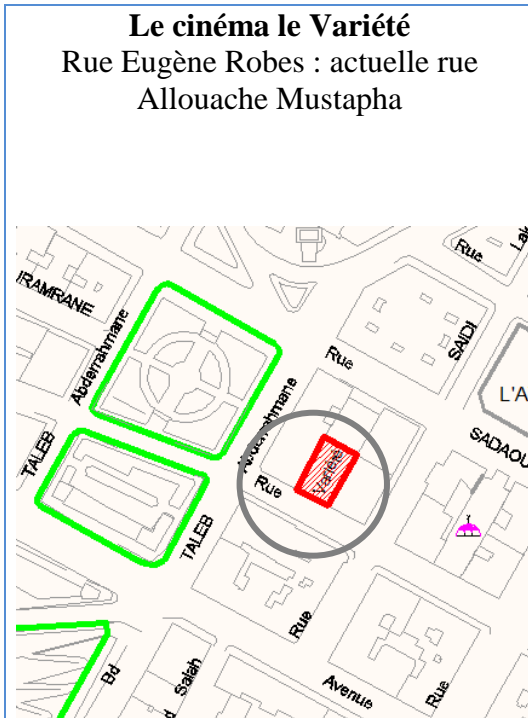 Le cinéma le Variété
Rue Eugène Robes : actuelle rue
Allouache Mustapha
Rue
IRAMRANE
Abderrahmane
SAIDI
Rue
L'A
Abderrahmane
TALEB
SADAOU
Variété
Rue
TALEB
Rue
Bd
Salah
Avenue
Rue